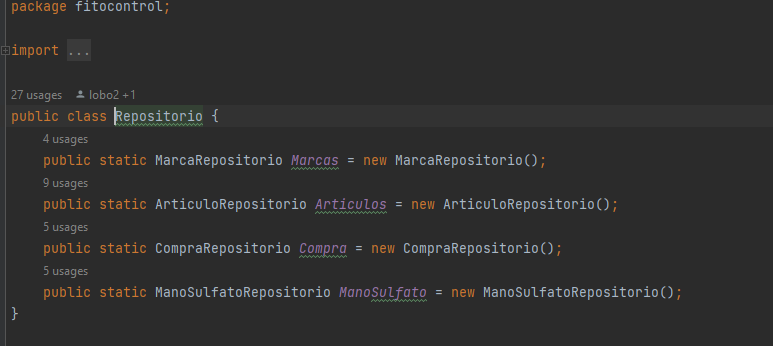 package fitocontrol;
import ...
27 usages lobo2 +1
public class Repositorio {
4 usages
public static MarcaRepositorio Marcas = new MarcaRepositorio();
9 usages
public static ArticuloRepositorio Articulos = new ArticuloRepositorio();
5 usages
public static CompraRepositorio Compra = new CompraRepositorio();
5 usages
public static ManoSulfatoRepositorio ManoSulfato = new ManoSulfatoRepositorio();
}